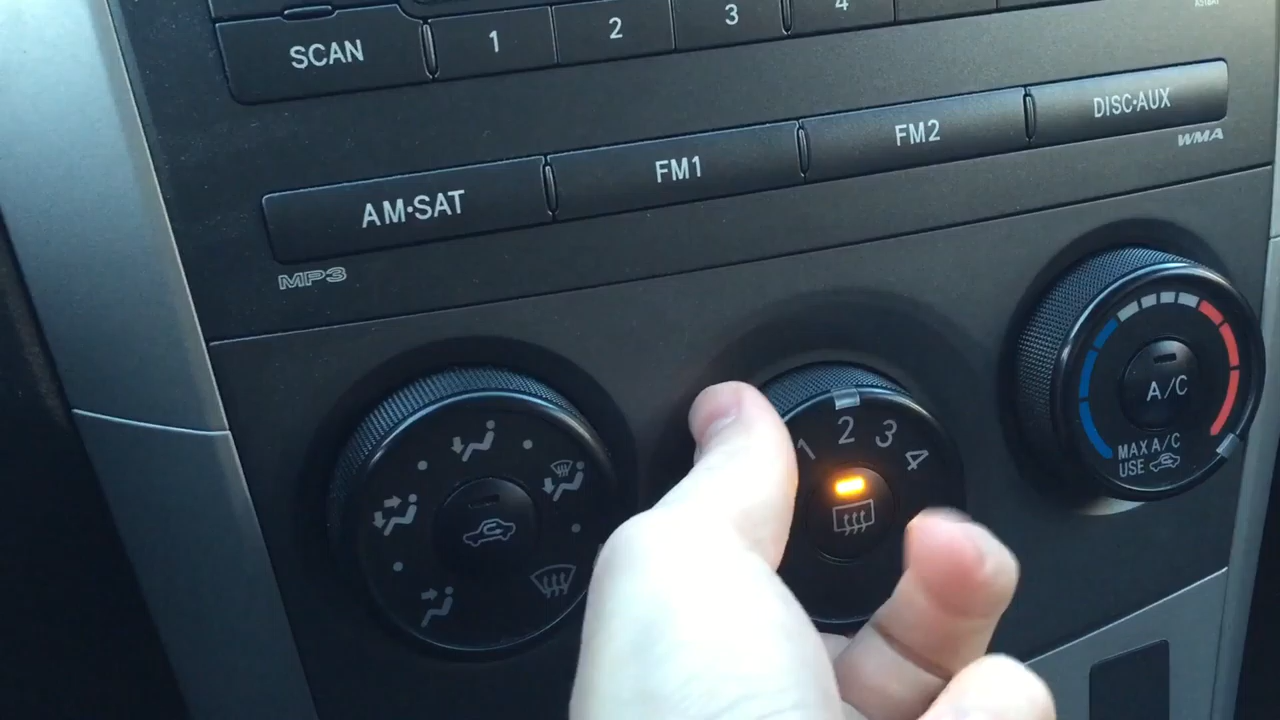 SCAN 1 2 3 4
AM·SAT FM1 FM2 DISC·AUX
MP3 WMA
1 2 3 4
A/C
MAX A/C
USE